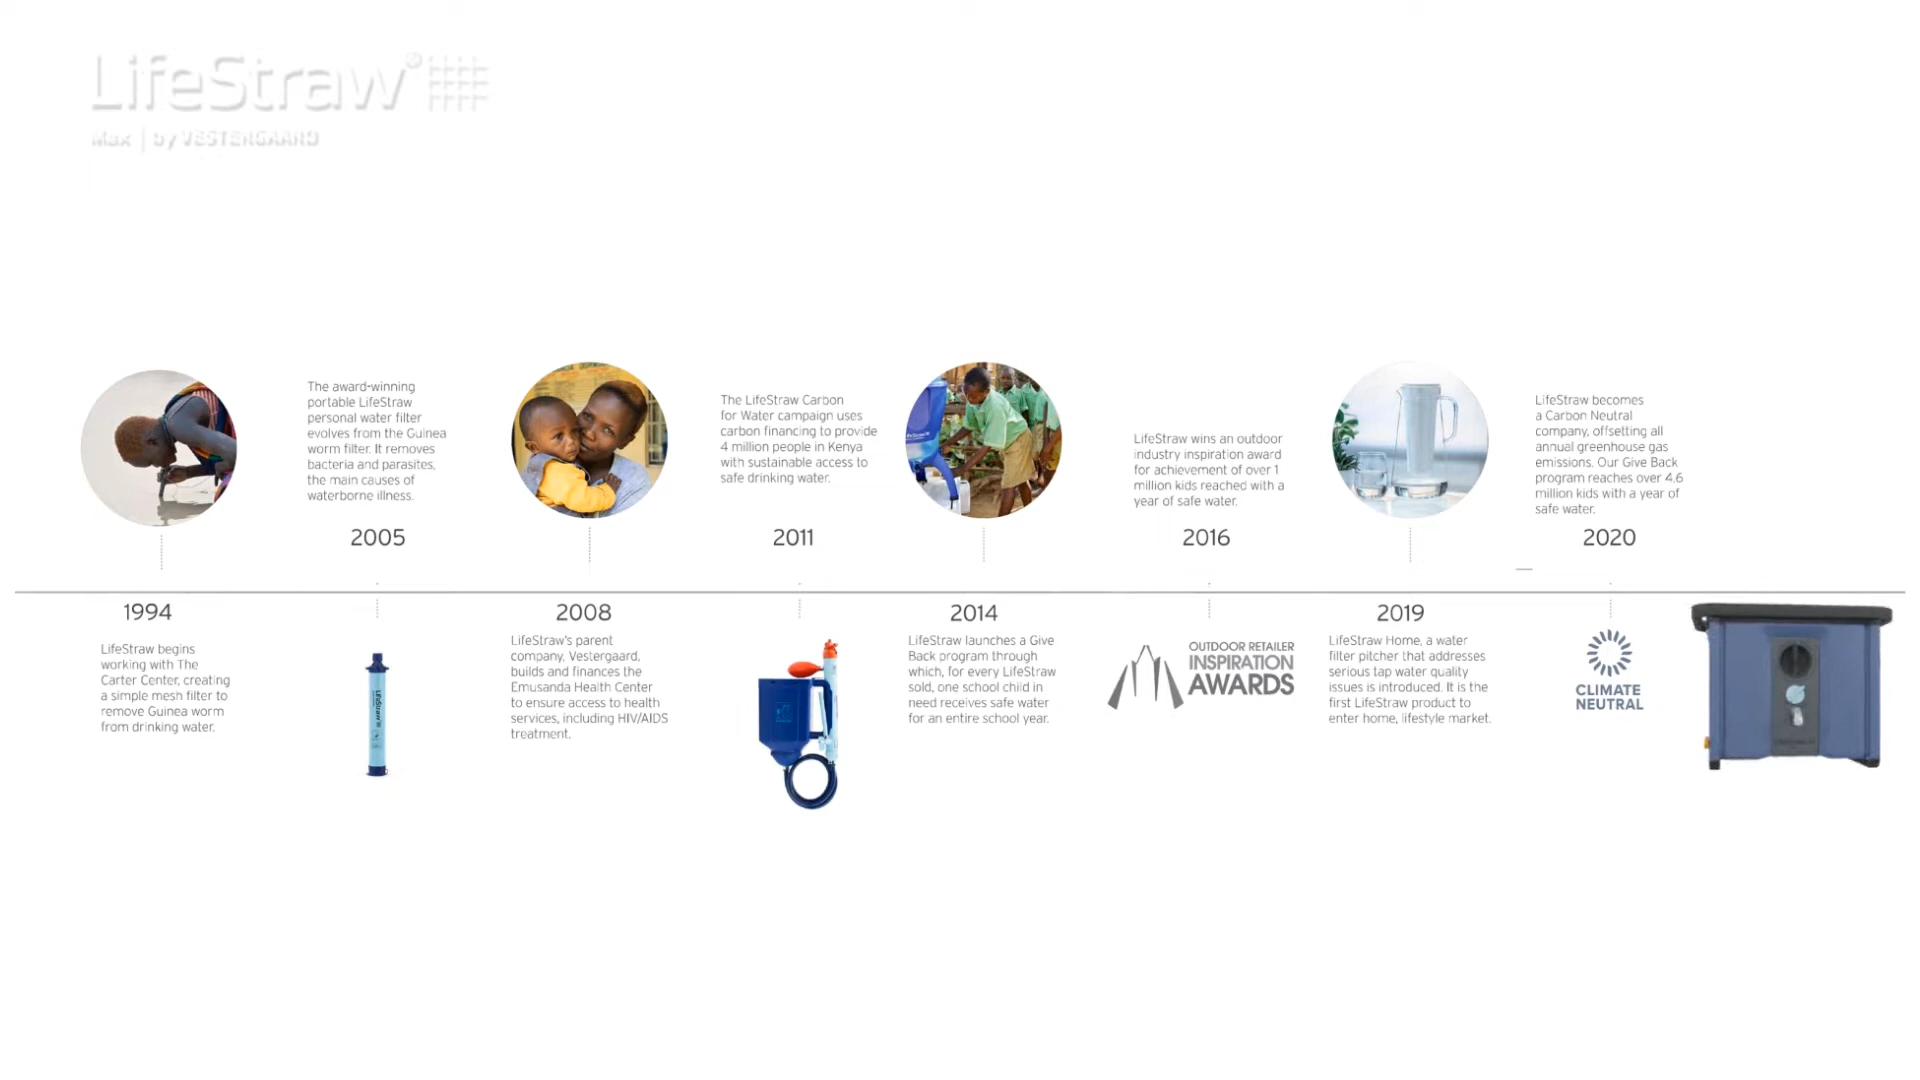 LifeStraw®
Max | by VESTERGAARD
The award-winning
portable LifeStraw
personal water filter
evolves from the Guinea
worm filter. It removes
bacteria and parasites,
the main causes of
waterborne illness.
2005
The LifeStraw Carbon
for Water campaign uses
carbon financing to provide
4 million people in Kenya
with sustainable access to
safe drinking water.
2011
LifeStraw wins an outdoor
industry inspiration award
for achievement of over 1
million kids reached with a
year of safe water.
2016
LifeStraw becomes
a Carbon Neutral
company, offsetting all
annual greenhouse gas
emissions. Our Give Back
program reaches over 4.6
million kids with a year of
safe water.
2020
1994
LifeStraw begins
working with The
Carter Center, creating
a simple mesh filter to
remove Guinea worm
from drinking water.
LifeStraw®
2008
LifeStraw's parent
company, Vestergaard,
builds and finances the
Emusanda Health Center
to ensure access to health
services, including HIV/AIDS
treatment.
2014
LifeStraw launches a Give
Back program through
which, for every LifeStraw
sold, one school child in
need receives safe water
for an entire school year.
OUTDOOR RETAILER
INSPIRATION
AWARDS
2019
LifeStraw Home, a water
filter pitcher that addresses
serious tap water quality
issues is introduced. It is the
first LifeStraw product to
enter home, lifestyle market.
CLIMATE
NEUTRAL